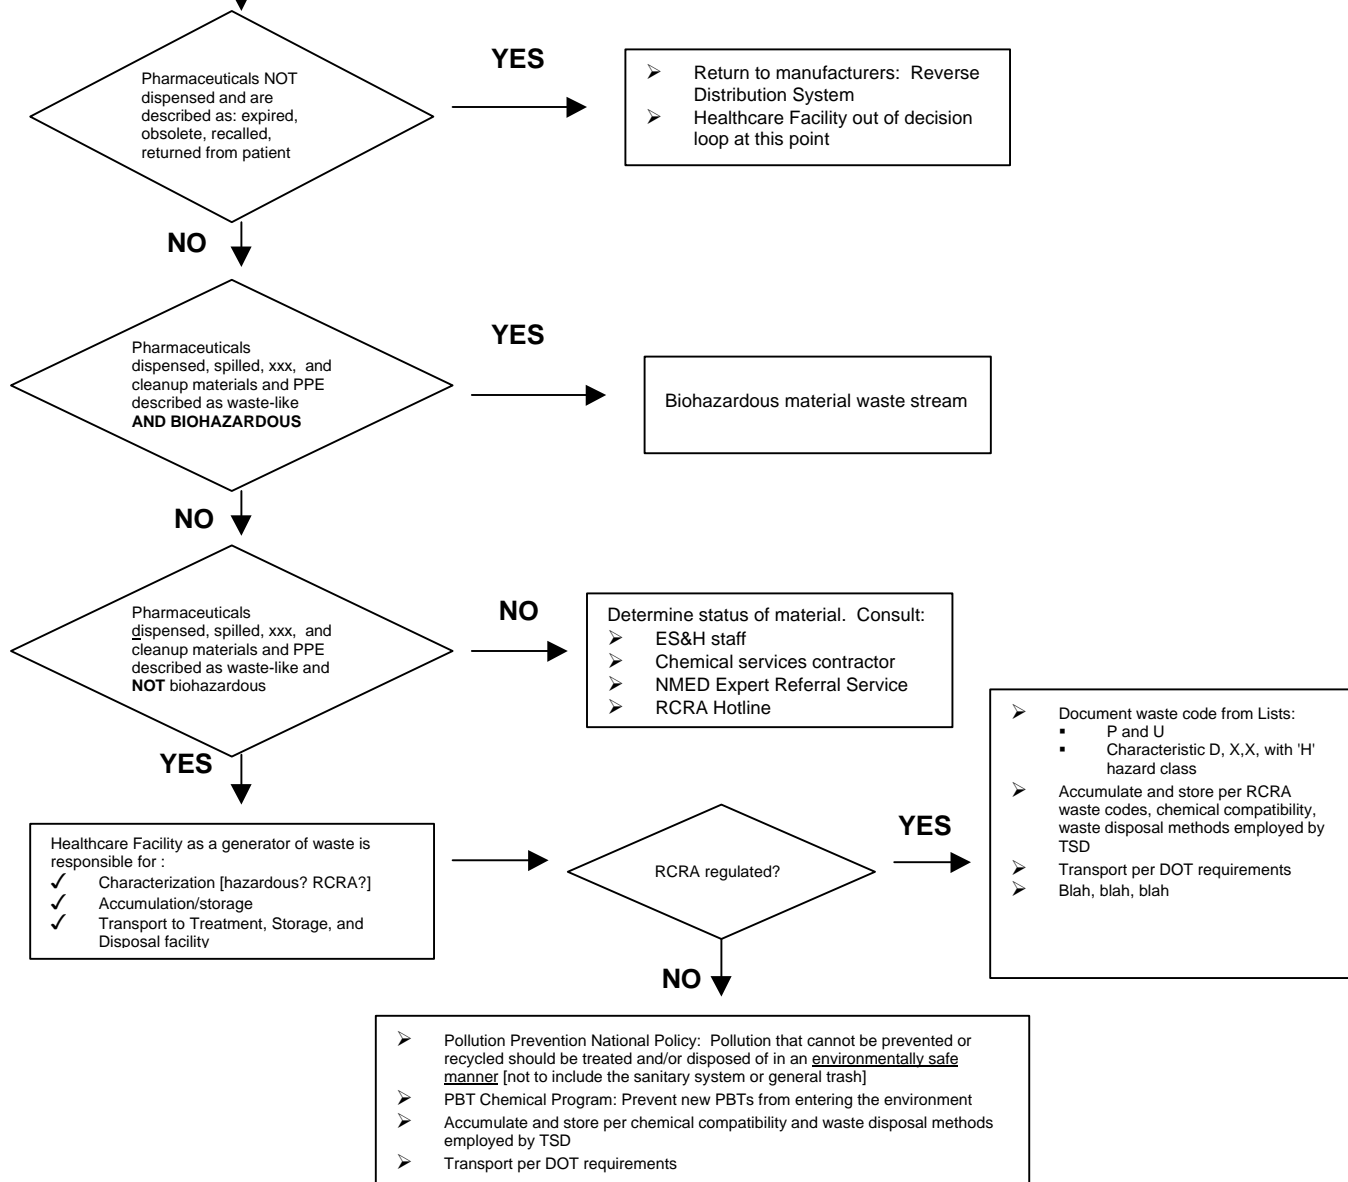 Pharmaceuticals NOT
dispensed and are
described as: expired,
obsolete, recalled,
returned from patient
YES
➢ Return to manufacturers: Reverse
Distribution System
➢ Healthcare Facility out of decision
loop at this point
NO
Pharmaceuticals
dispensed, spilled, xxx, and
cleanup materials and PPE
described as waste-like
AND BIOHAZARDOUS
YES
Biohazardous material waste stream
NO
Pharmaceuticals
dispensed, spilled, xxx, and
cleanup materials and PPE
described as waste-like and
NOT biohazardous
NO
Determine status of material. Consult:
➢ ES&H staff
➢ Chemical services contractor
➢ NMED Expert Referral Service
➢ RCRA Hotline
YES
Healthcare Facility as a generator of waste is
responsible for :
✓ Characterization [hazardous? RCRA?]
✓ Accumulation/storage
✓ Transport to Treatment, Storage, and
Disposal facility
RCRA regulated?
YES
➢ Document waste code from Lists:
▪ P and U
▪ Characteristic D, X,X, with 'H'
hazard class
➢ Accumulate and store per RCRA
waste codes, chemical compatibility,
waste disposal methods employed by
TSD
➢ Transport per DOT requirements
➢ Blah, blah, blah
NO
➢ Pollution Prevention National Policy: Pollution that cannot be prevented or
recycled should be treated and/or disposed of in an environmentally safe
manner [not to include the sanitary system or general trash]
➢ PBT Chemical Program: Prevent new PBTs from entering the environment
➢ Accumulate and store per chemical compatibility and waste disposal methods
employed by TSD
➢ Transport per DOT requirements